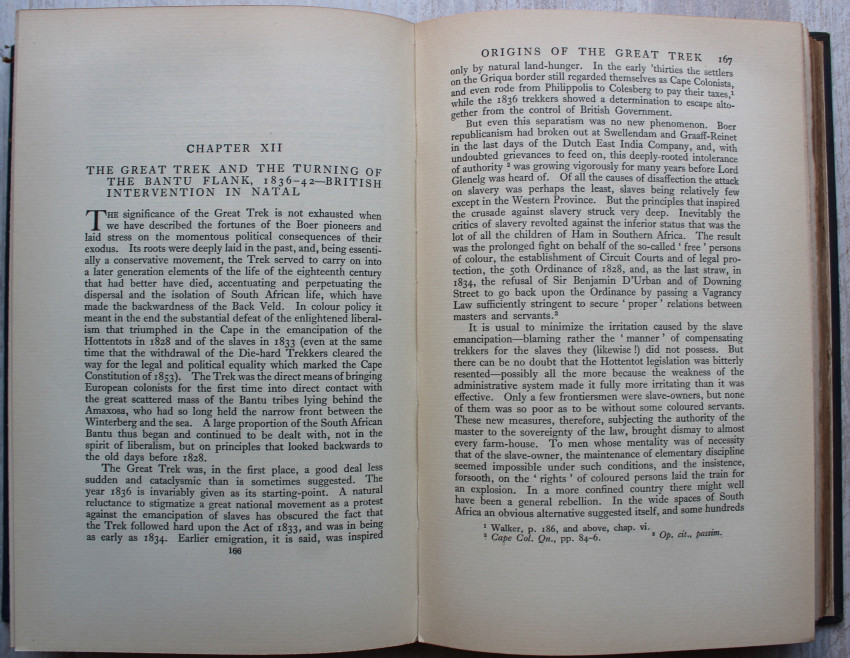 CHAPTER XII
THE GREAT TREK AND THE TURNING OF
THE BANTU FLANK, 1836-42—BRITISH
INTERVENTION IN NATAL
THE significance of the Great Trek is not exhausted when
we have described the fortunes of the Boer pioneers and
laid stress on the momentous political consequences of their
exodus. Its roots were deeply laid in the past, and, being essenti-
ally a conservative movement, the Trek served to carry on into
a later generation elements of the life of the eighteenth century
that had better have died, accentuating and perpetuating the
dispersal and the isolation of South African life, which have
made the backwardness of the Back Veld. In colour policy it
meant in the end the substantial defeat of the enlightened liberal-
ism that triumphed in the Cape in the emancipation of the
Hottentots in 1828 and of the slaves in 1833 (even at the same
time that the withdrawal of the Die-hard Trekkers cleared the
way for the legal and political equality which marked the Cape
Constitution of 1853). The Trek was the direct means of bringing
European colonists for the first time into direct contact with
the great scattered mass of the Bantu tribes lying behind the
Amaxosa, who had so long held the narrow front between the
Winterberg and the sea. A large proportion of the South African
Bantu thus began and continued to be dealt with, not in the
spirit of liberalism, but on principles that looked backwards to
the old days before 1828.
The Great Trek was, in the first place, a good deal less
sudden and cataclysmic than is sometimes suggested. The
year 1836 is invariably given as its starting-point. A natural
reluctance to stigmatize a great national movement as a protest
against the emancipation of slaves has obscured the fact that
the Trek followed hard upon the Act of 1833, and was in being
as early as 1834. Earlier emigration, it is said, was inspired
166
ORIGINS OF THE GREAT TREK 167
only by natural land-hunger. In the early 'thirties the settlers
on the Griqua border still regarded themselves as Cape Colonists,
and even rode from Philippolis to Colesberg to pay their taxes,¹
while the 1836 trekkers showed a determination to escape alto-
gether from the control of British Government.
But even this separatism was no new phenomenon. Boer
republicanism had broken out at Swellendam and Graaff-Reinet
in the last days of the Dutch East India Company, and, with
undoubted grievances to feed on, this deeply-rooted intolerance
of authority ² was growing vigorously for many years before Lord
Glenelg was heard of. Of all the causes of disaffection the attack
on slavery was perhaps the least, slaves being relatively few
except in the Western Province. But the principles that inspired
the crusade against slavery struck very deep. Inevitably the
critics of slavery revolted against the inferior status that was the
lot of all the children of Ham in Southern Africa. The result
was the prolonged fight on behalf of the so-called ' free ' persons
of colour, the establishment of Circuit Courts and of legal pro-
tection, the 50th Ordinance of 1828, and, as the last straw, in
1834, the refusal of Sir Benjamin D'Urban and of Downing
Street to go back upon the Ordinance by passing a Vagrancy
Law sufficiently stringent to secure ' proper ' relations between
masters and servants.³
It is usual to minimize the irritation caused by the slave
emancipation—blaming rather the ' manner ' of compensating
trekkers for the slaves they (likewise !) did not possess. But
there can be no doubt that the Hottentot legislation was bitterly
resented—possibly all the more because the weakness of the
administrative system made it fully more irritating than it was
effective. Only a few frontiersmen were slave-owners, but none
of them was so poor as to be without some coloured servants.
These new measures, therefore, subjecting the authority of the
master to the sovereignty of the law, brought dismay to almost
every farm-house. To men whose mentality was of necessity
that of the slave-owner, the maintenance of elementary discipline
seemed impossible under such conditions, and the insistence,
forsooth, on the ' rights ' of coloured persons laid the train for
an explosion. In a more confined country there might well
have been a general rebellion. In the wide spaces of South
Africa an obvious alternative suggested itself, and some hundreds
¹ Walker, p. 186, and above, chap. vi.
² Cape Col. Qn., pp. 84-6. ³ Op. cit., passim.